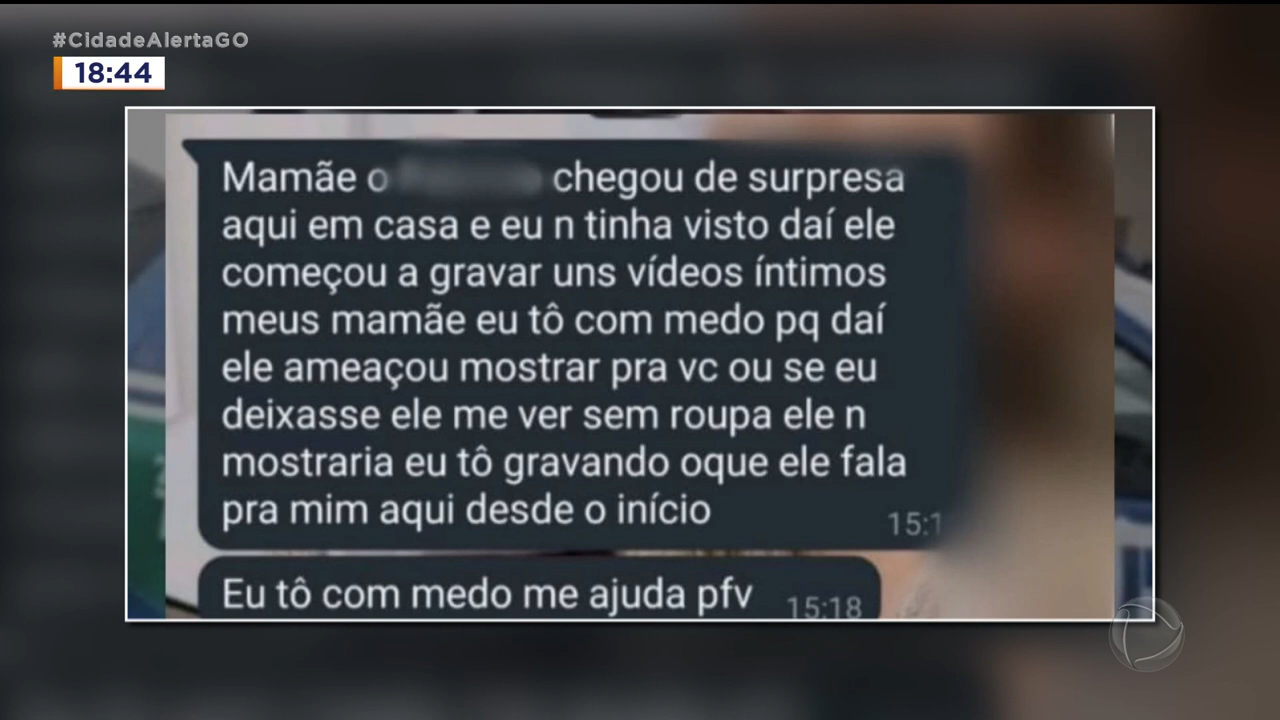 #CidadeAlertaGO
18:44
Mamãe o chegou de surpresa
aqui em casa e eu n tinha visto daí ele
começou a gravar uns vídeos íntimos
meus mamãe eu tô com medo pq daí
ele ameaçou mostrar pra vc ou se eu
deixasse ele me ver sem roupa ele n
mostraria eu tô gravando oque ele fala
pra mim aqui desde o início
15:1
Eu tô com medo me ajuda pfv
15:18